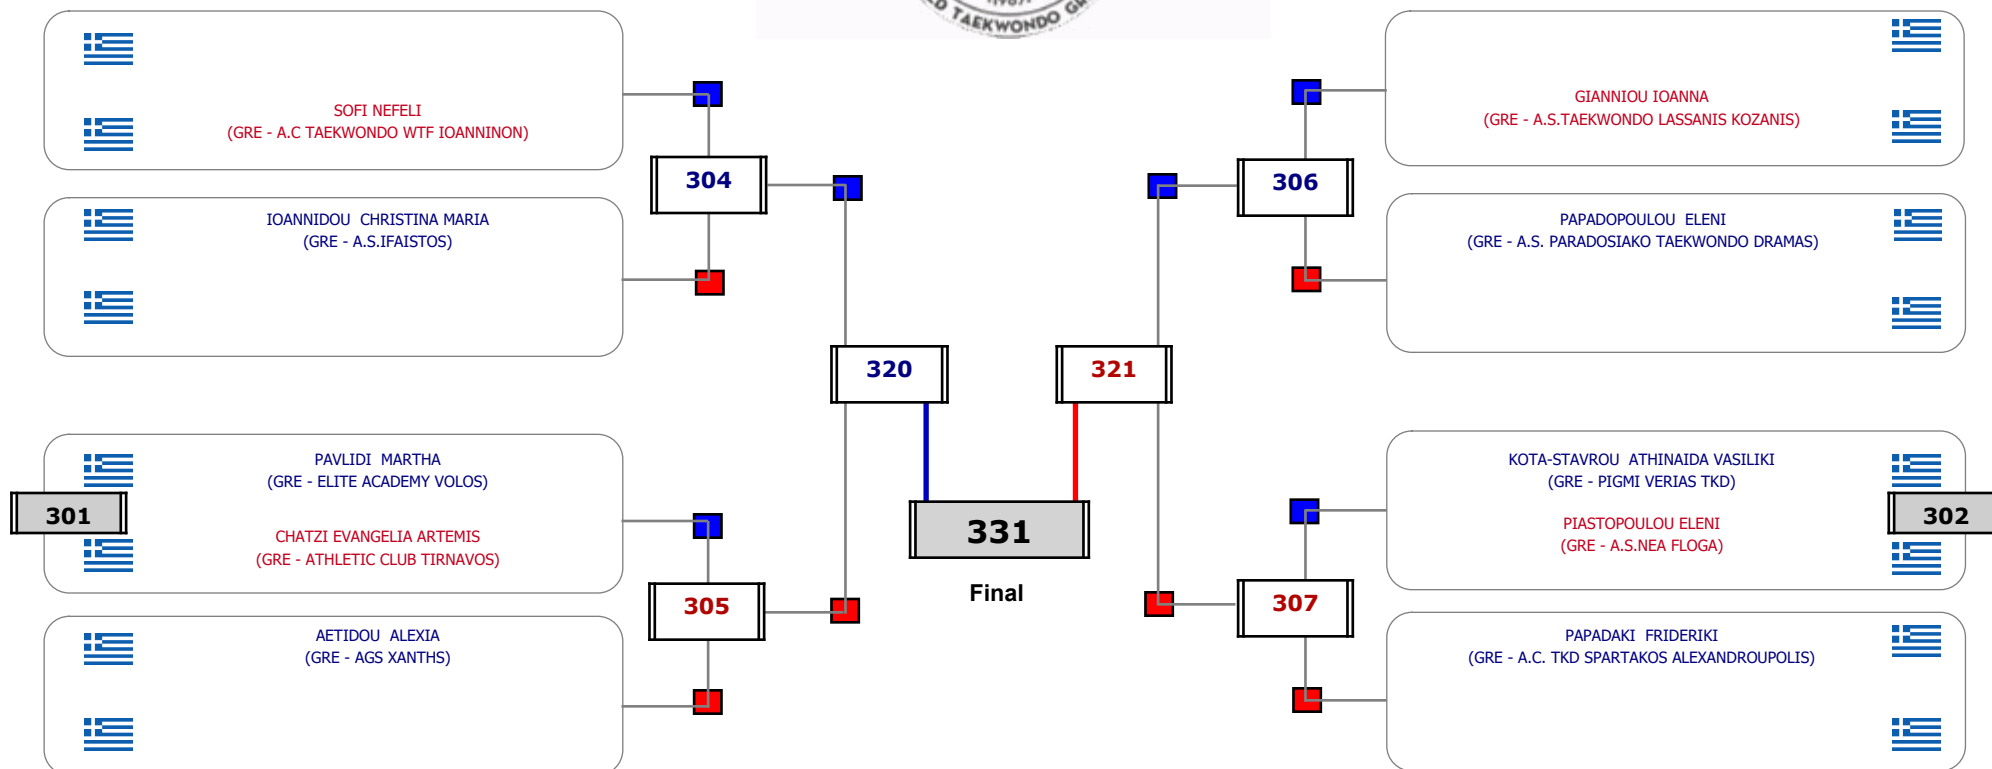 TAEKWONDO
SOFI NEFELI
(GRE - A.C TAEKWONDO WTF IOANNINON)
GIANNIOU IOANNA
(GRE - A.S.TAEKWONDO LASSANIS KOZANIS)
304
306
IOANNIDOU  CHRISTINA MARIA
(GRE - A.S.IFAISTOS)
PAPADOPOULOU  ELENI
(GRE - A.S. PARADOSIAKO TAEKWONDO DRAMAS)
320
321
PAVLIDI  MARTHA
(GRE - ELITE ACADEMY VOLOS)
301
CHATZI EVANGELIA ARTEMIS
(GRE - ATHLETIC CLUB TIRNAVOS)
KOTA-STAVROU  ATHINAIDA VASILIKI
(GRE - PIGMI VERIAS TKD)
302
PIASTOPOULOU ELENI
(GRE - A.S.NEA FLOGA)
331
Final
305
307
AETIDOU  ALEXIA
(GRE - AGS XANTHS)
PAPADAKI  FRIDERIKI
(GRE - A.C. TKD SPARTAKOS ALEXANDROUPOLIS)